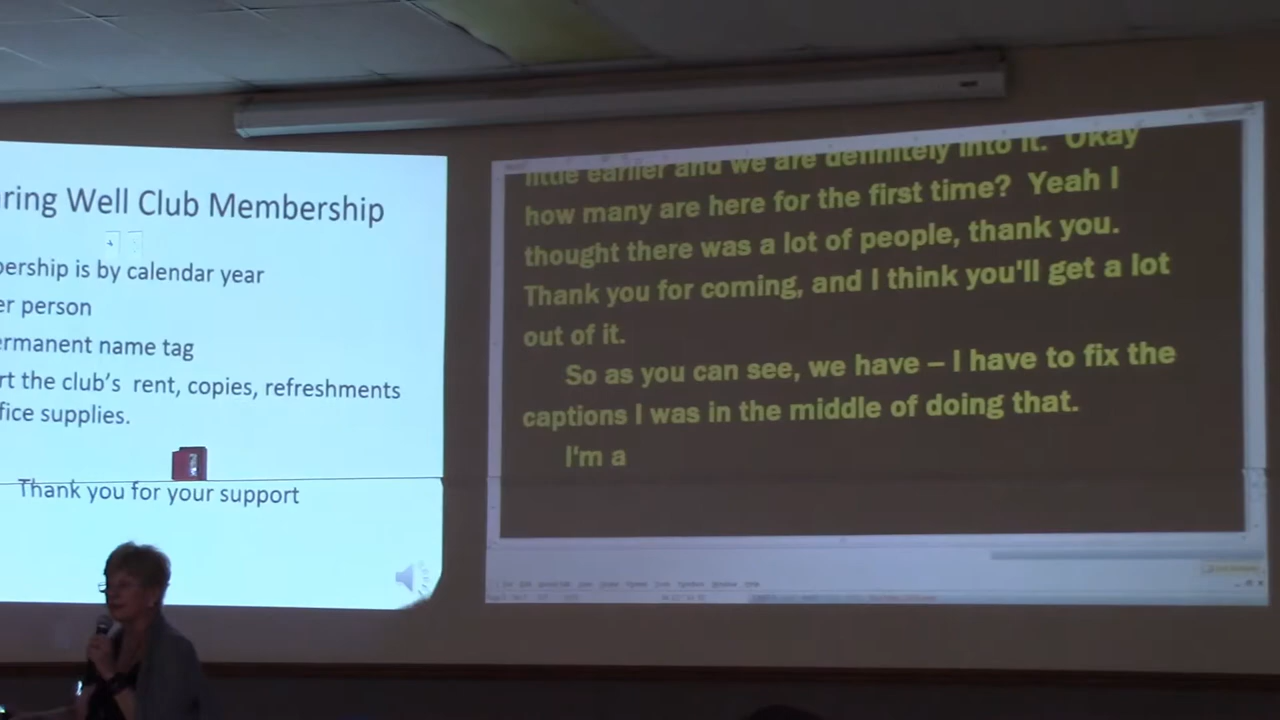 ring Well Club Membership
bership is by calendar year
er person
ermanent name tag
rt the club's rent, copies, refreshments
fice supplies.
Thank you for your support
little earlier and we are definitely into it. Okay
how many are here for the first time? Yeah I
thought there was a lot of people, thank you.
Thank you for coming, and I think you'll get a lot
out of it.
So as you can see, we have – I have to fix the
captions I was in the middle of doing that.
I'm a